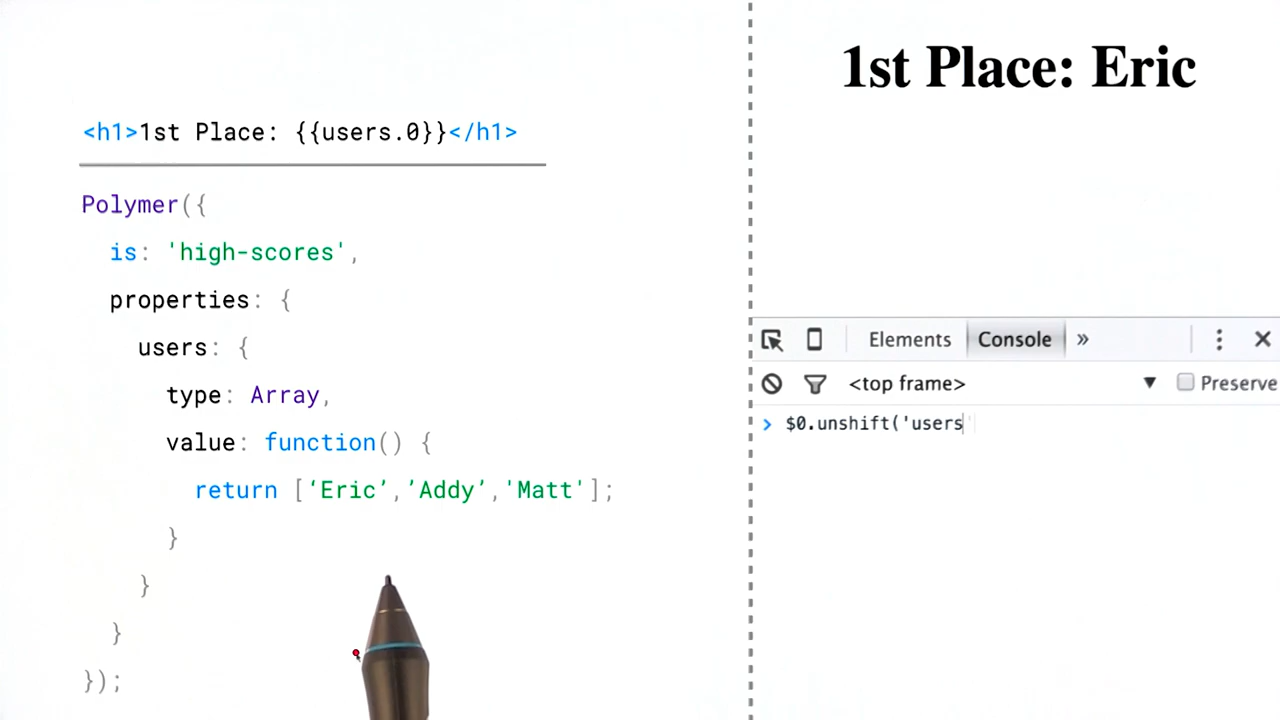 <h1>1st Place: {{users.0}}</h1>
Polymer({
is: 'high-scores',
properties: {
users: {
type: Array,
value: function() {
return [‘Eric’,’Addy’,'Matt'];
}
}
}
});
1st Place: Eric
Elements Console »
<top frame> ▼ Preserve
> $0.unshift('users'